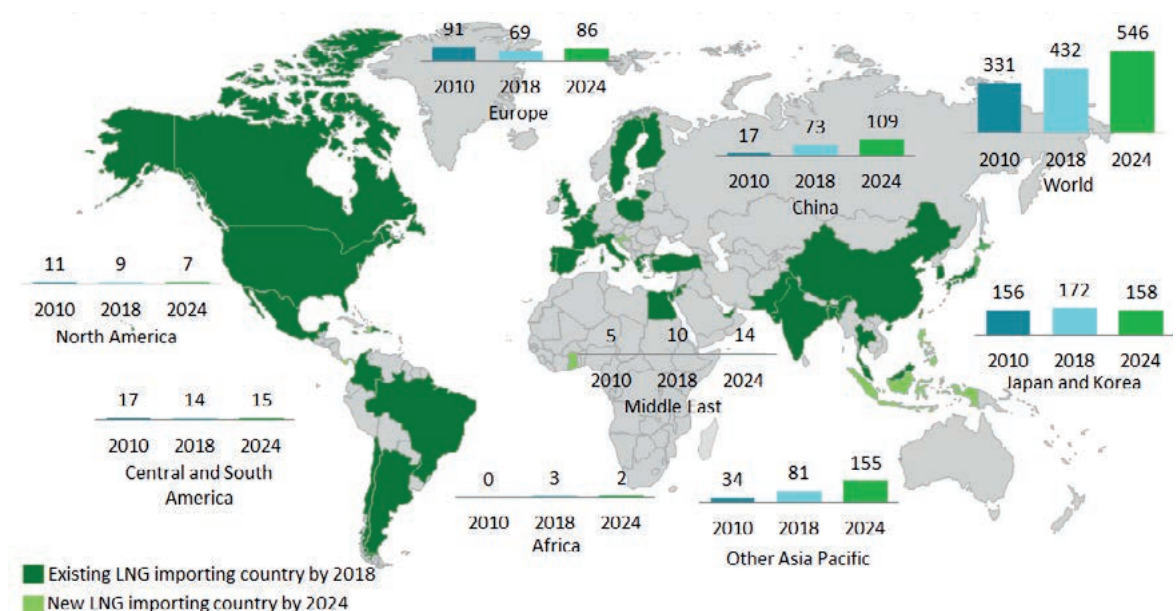 91 69 86
2010 2018 2024
Europe
331 432 546
2010 2018 2024
World
17 73 109
2010 2018 2024
China
11 9 7
2010 2018 2024
North America
156 172 158
2010 2018 2024
Japan and Korea
5 10 14
2010 2018 2024
Middle East
17 14 15
2010 2018 2024
Central and South
America
0 3 2
2010 2018 2024
Africa
34 81 155
2010 2018 2024
Other Asia Pacific
Existing LNG importing country by 2018
New LNG importing country by 2024